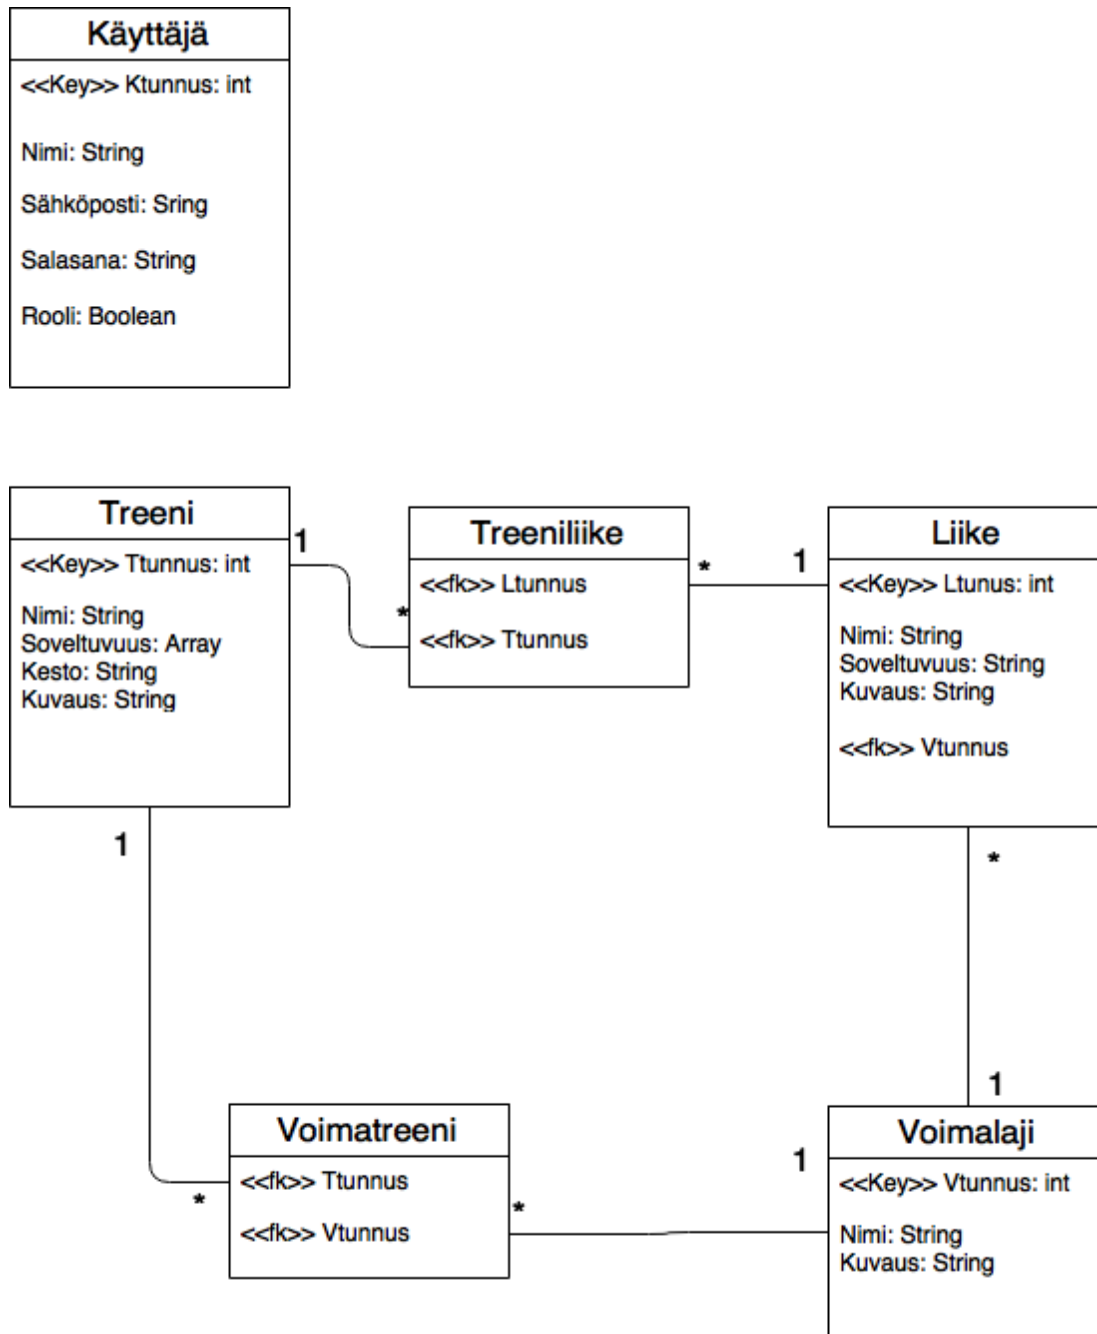 Käyttäjä
<<Key>> Ktunnus: int
Nimi: String
Sähköposti: Sring
Salasana: String
Rooli: Boolean
Treeni
<<Key>> Ttunnus: int
Nimi: String
Soveltuvuus: Array
Kesto: String
Kuvaus: String
1
*
Treeniliike
<<fk>> Ltunnus
<<fk>> Ttunnus
*
1
Liike
<<Key>> Ltunus: int
Nimi: String
Soveltuvuus: String
Kuvaus: String
<<fk>> Vtunnus
1
*
*
1
Voimatreeni
<<fk>> Ttunnus
<<fk>> Vtunnus
*
1
Voimalaji
<<Key>> Vtunnus: int
Nimi: String
Kuvaus: String